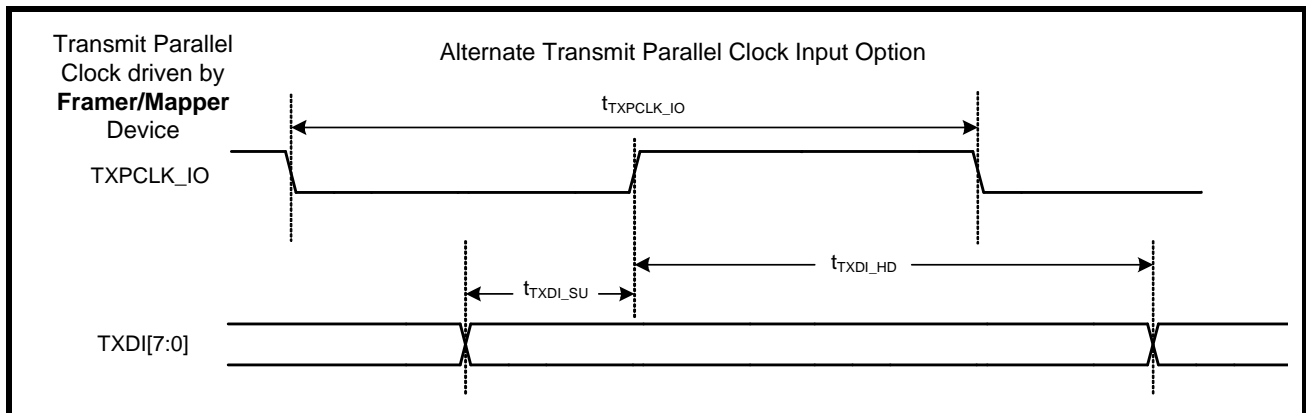 Transmit Parallel
Clock driven by
Framer/Mapper
Device
Alternate Transmit Parallel Clock Input Option
tTXPCLK_IO
TXPCLK_IO
tTXDI_HD
tTXDI_SU
TXDI[7:0]